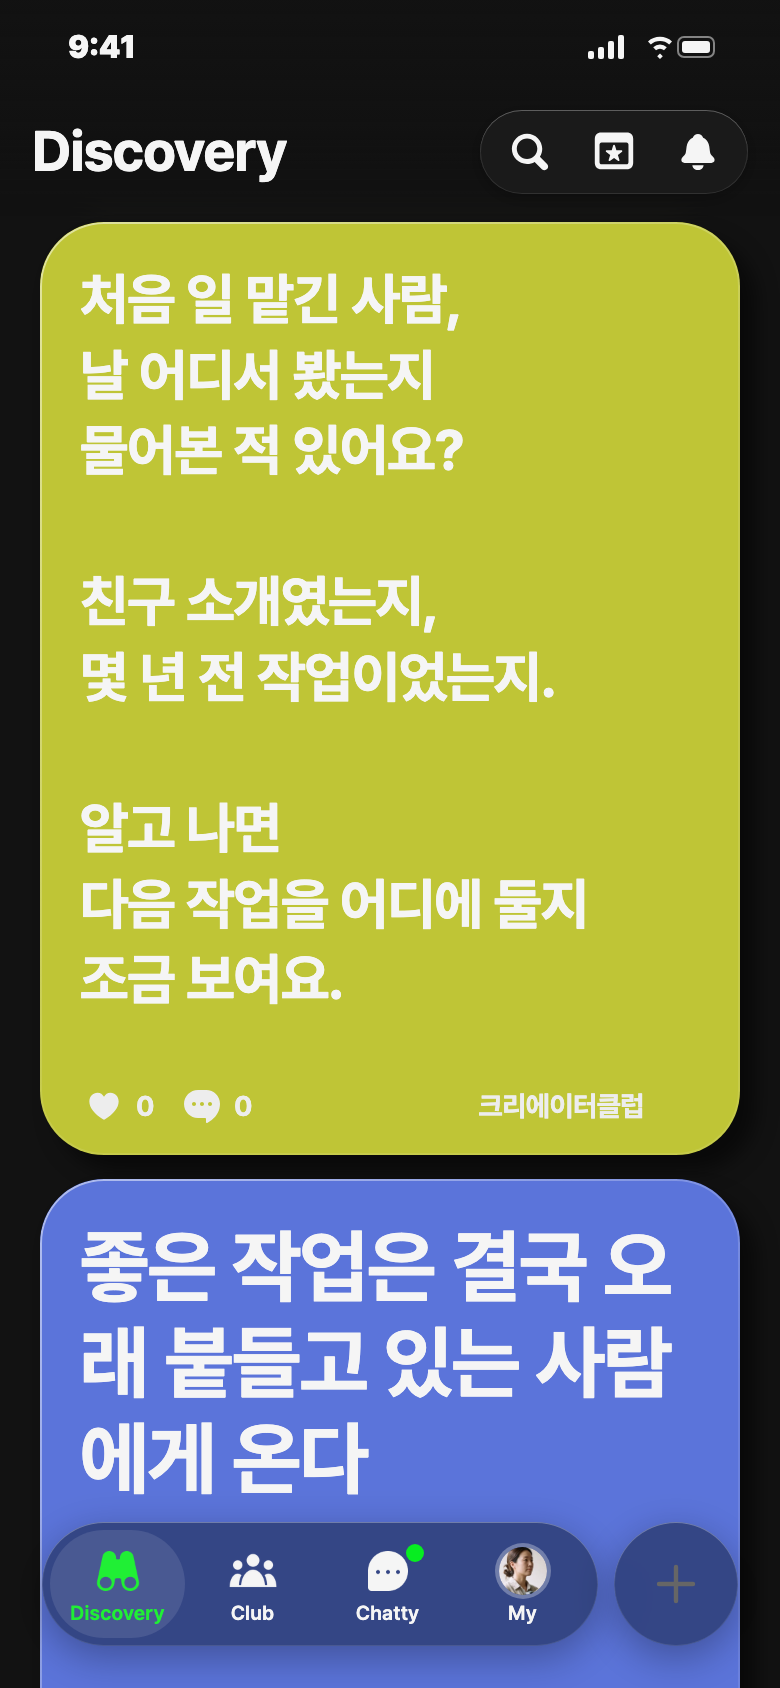 9:41
Discovery
처음 일 맡긴 사람,
날 어디서 봤는지
물어본 적 있어요?
친구 소개였는지,
몇 년 전 작업이었는지.
알고 나면
다음 작업을 어디에 둘지
조금 보여요.
0 0 크리에이터클럽
좋은 작업은 결국 오
래 붙들고 있는 사람
에게 온다
Discovery Club Chatty My